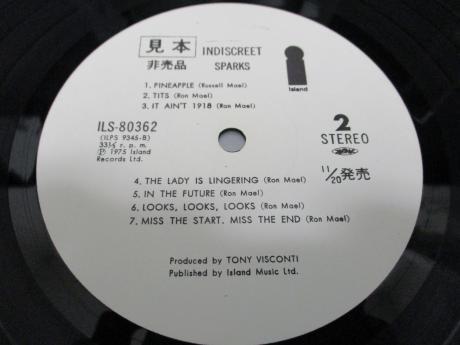 見本 INDISCREET
非売品 SPARKS
Island
1. PINEAPPLE (Russell Mael)
2. TITS (Ron Mael)
3. IT AIN'T 1918 (Ron Mael)
ILS-80362
(ILPS 9345-B)
33⅓ r. p. m.
Ⓟ 1975 Island
Records Ltd.
2
STEREO
11/20発売
4. THE LADY IS LINGERING (Ron Mael)
5. IN THE FUTURE (Ron Mael)
6. LOOKS, LOOKS, LOOKS (Ron Mael)
7. MISS THE START. MISS THE END (Ron Mael)
Produced by TONY VISCONTI
Published by Island Music Ltd.